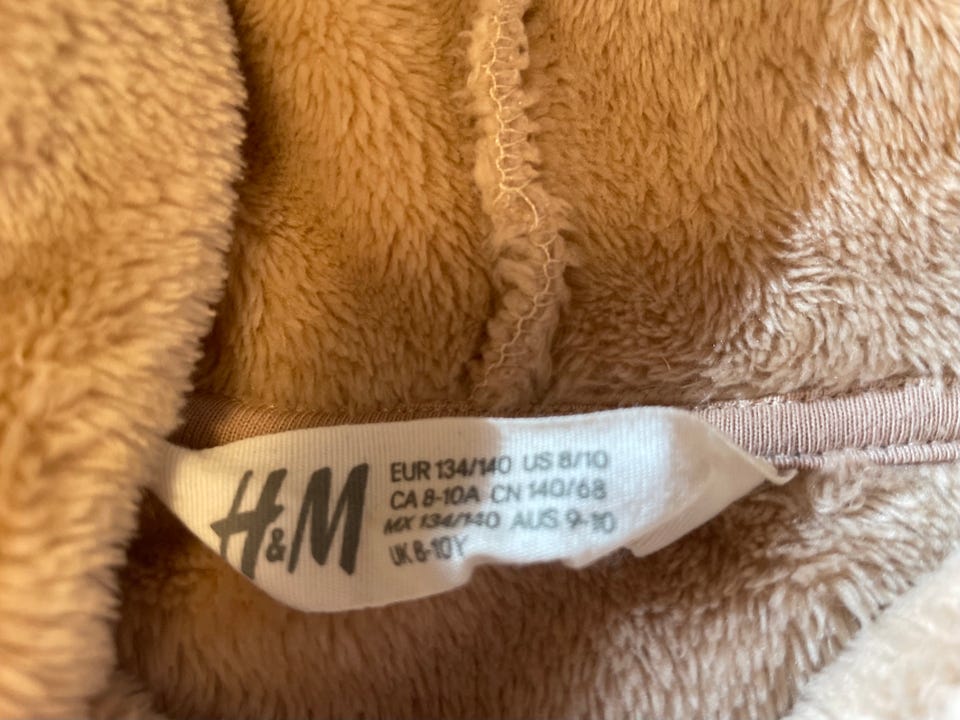 H&M
EUR 134/140 US 8/10
CA 8-10A CN 140/68
MX 134/140 AUS 9-10
UK 8-10Y